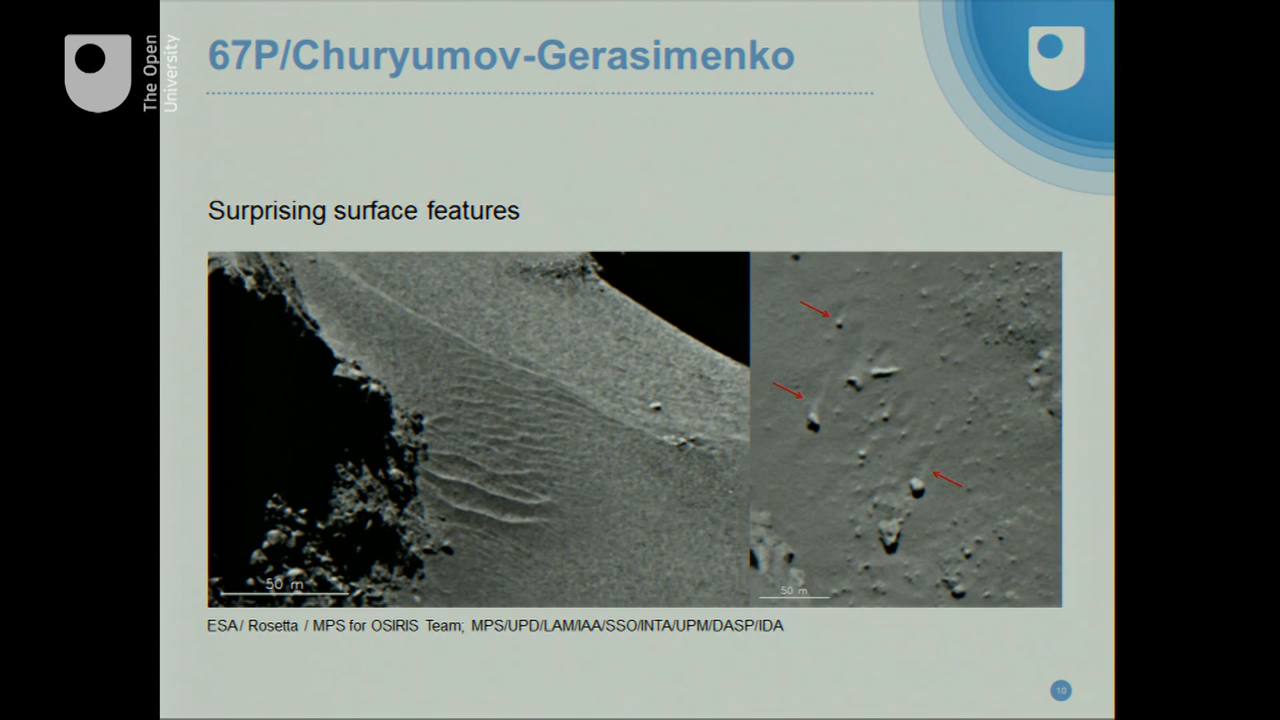 The Open
University
67P/Churyumov-Gerasimenko
Surprising surface features
50 m
50 m
ESA/ Rosetta / MPS for OSIRIS Team; MPS/UPD/LAM/IAA/SSO/INTA/UPM/DASP/IDA
10